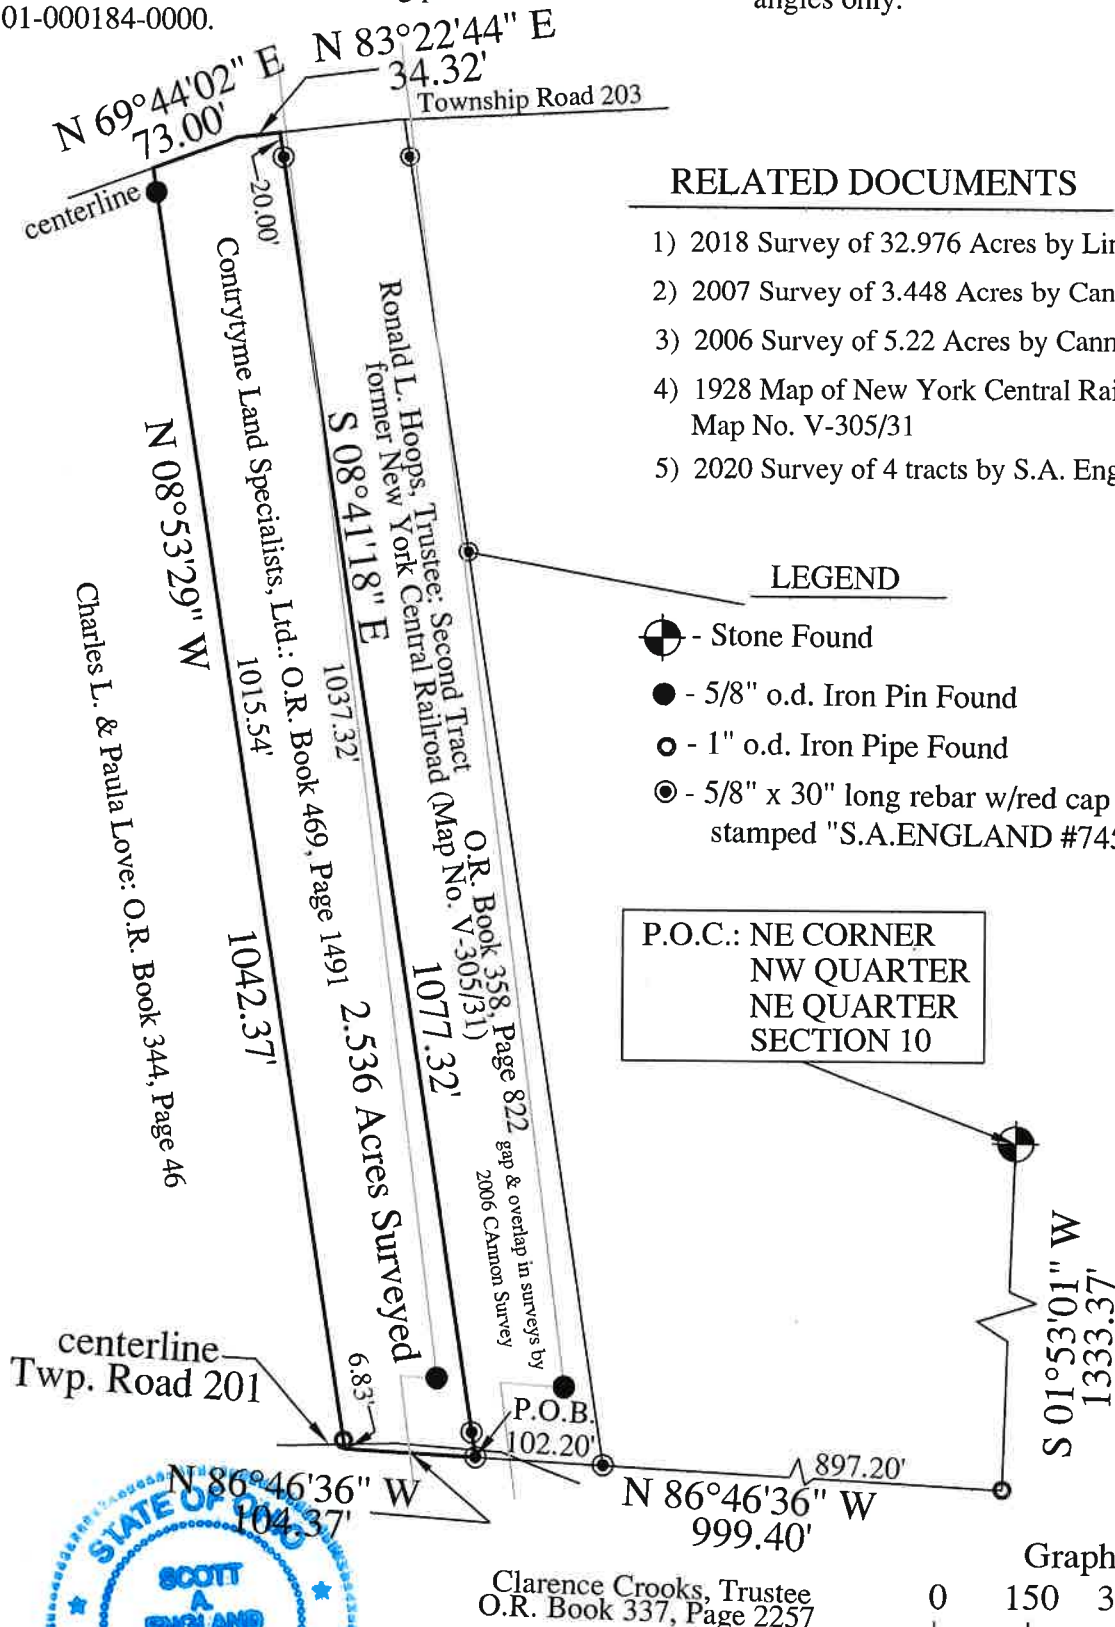 01-000184-0000.
angles only.
N 83°22'44" E
34.32'
N 69°44'02" E
73.00'
Township Road 203
centerline
20.00'
RELATED DOCUMENTS
1) 2018 Survey of 32.976 Acres by
2) 2007 Survey of 3.448 Acres by
3) 2006 Survey of 5.22 Acres by
4) 1928 Map of New York Central
Map No. V-305/31
5) 2020 Survey of 4 tracts by S.A.
Contrytyme Land Specialists, Ltd.: O.R. Book 469, Page 1491
Ronald L. Hoops, Trustee: Second Tract
former New York Central Railroad (Map No. V-305/31)
O.R. Book 358, Page 822
S 08°41'18" E
1037.32'
1077.32'
N 08°53'29" W
1015.54'
1042.37'
Charles L. & Paula Love: O.R. Book 344, Page 46
2.536 Acres Surveyed
gap & overlap in surveys by
2006 CAnnon Survey
LEGEND
- Stone Found
- 5/8" o.d. Iron Pin Found
- 1" o.d. Iron Pipe Found
- 5/8" x 30" long rebar w/red cap
stamped "S.A.ENGLAND
P.O.C.: NE CORNER
NW QUARTER
NE QUARTER
SECTION 10
S 01°53'01" W
1333.37'
centerline
Twp. Road 201
6.83'
P.O.B.
102.20'
897.20'
N 86°46'36" W
104.37'
N 86°46'36" W
999.40'
STATE OF OHIO
SCOTT
A.
ENGLAND
Clarence Crooks, Trustee
O.R. Book 337, Page 2257
0 150